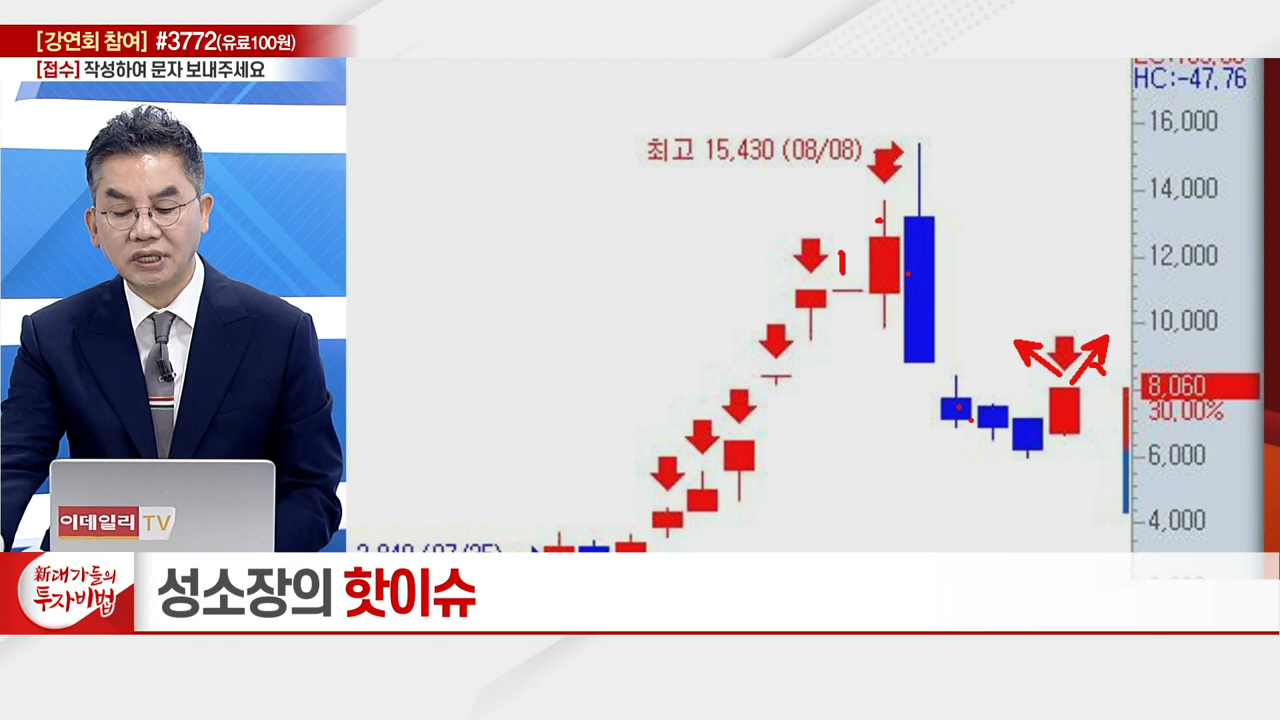 [강연회 참여] #3772(유료100원)
[접수] 작성하여 문자 보내주세요
HC:-47,76
최고 15,430 (08/08)
16,000
14,000
12,000
10,000
8,060
30,00%
6,000
4,000
이데일리 TV
新대가들의
투자비법
성소장의 핫이슈